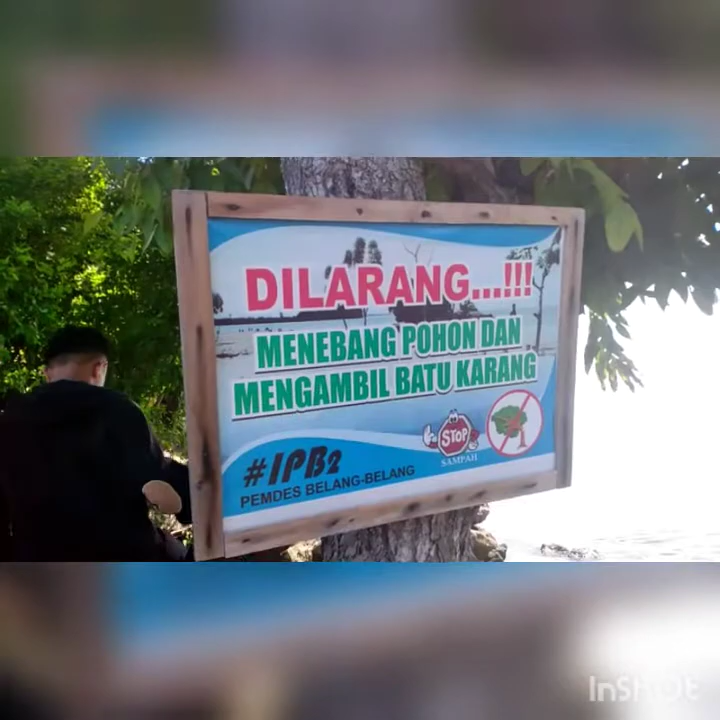 DILARANG...!!!
MENEBANG POHON DAN
MENGAMBIL BATU KARANG
STOP
SAMPAH
#IPB2
PEMDES BELANG-BELANG
InShot